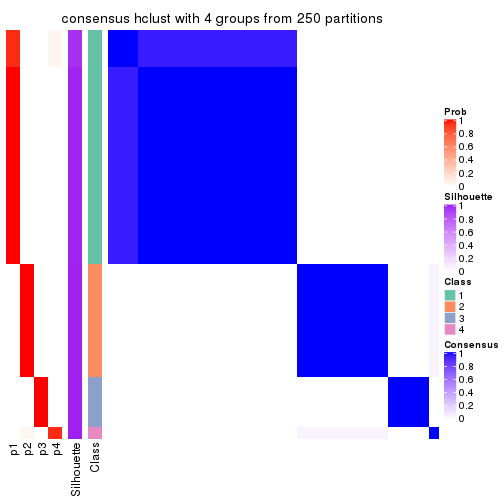 consensus hclust with 4 groups from 250 partitions
Prob
1
0.8
0.6
0.4
0.2
0
Silhouette
1
0.8
0.6
0.4
0.2
0
Class
1
2
3
4
Consensus
1
0.8
0.6
0.4
0.2
0
p1
p2
p3
p4
Silhouette
Class